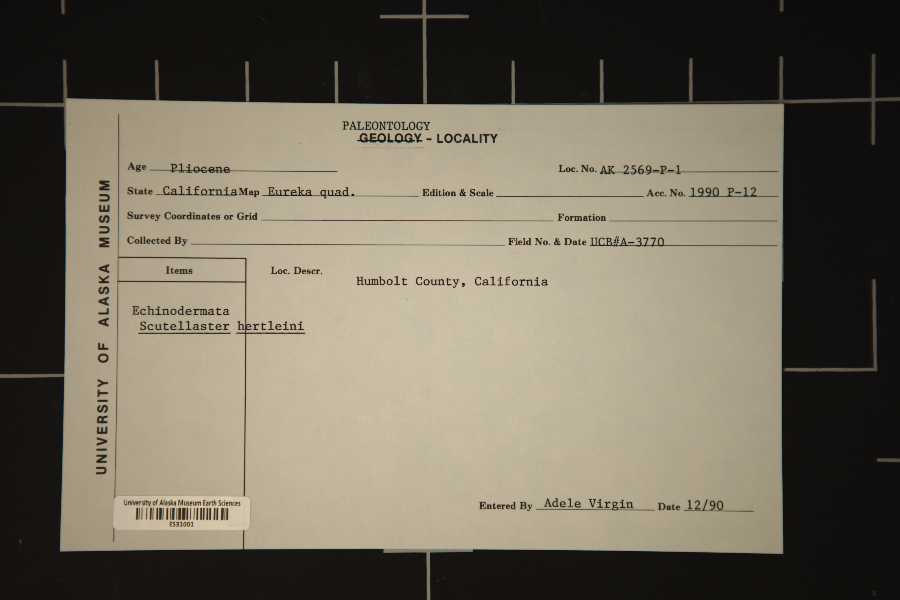 PALEONTOLOGY
GEOLOGY - LOCALITY
Age Pliocene Loc. No. AK 2569-P-1
State California Map Eureka quad. Edition & Scale Acc. No. 1990 P-12
Survey Coordinates or Grid Formation
Collected By Field No. & Date UCB#A-3770
Items Loc. Descr.
Humbolt County, California
Echinodermata
Scutellaster hertleini
UNIVERSITY OF ALASKA MUSEUM
University of Alaska Museum Earth Sciences
ES31001
Entered By Adele Virgin Date 12/90